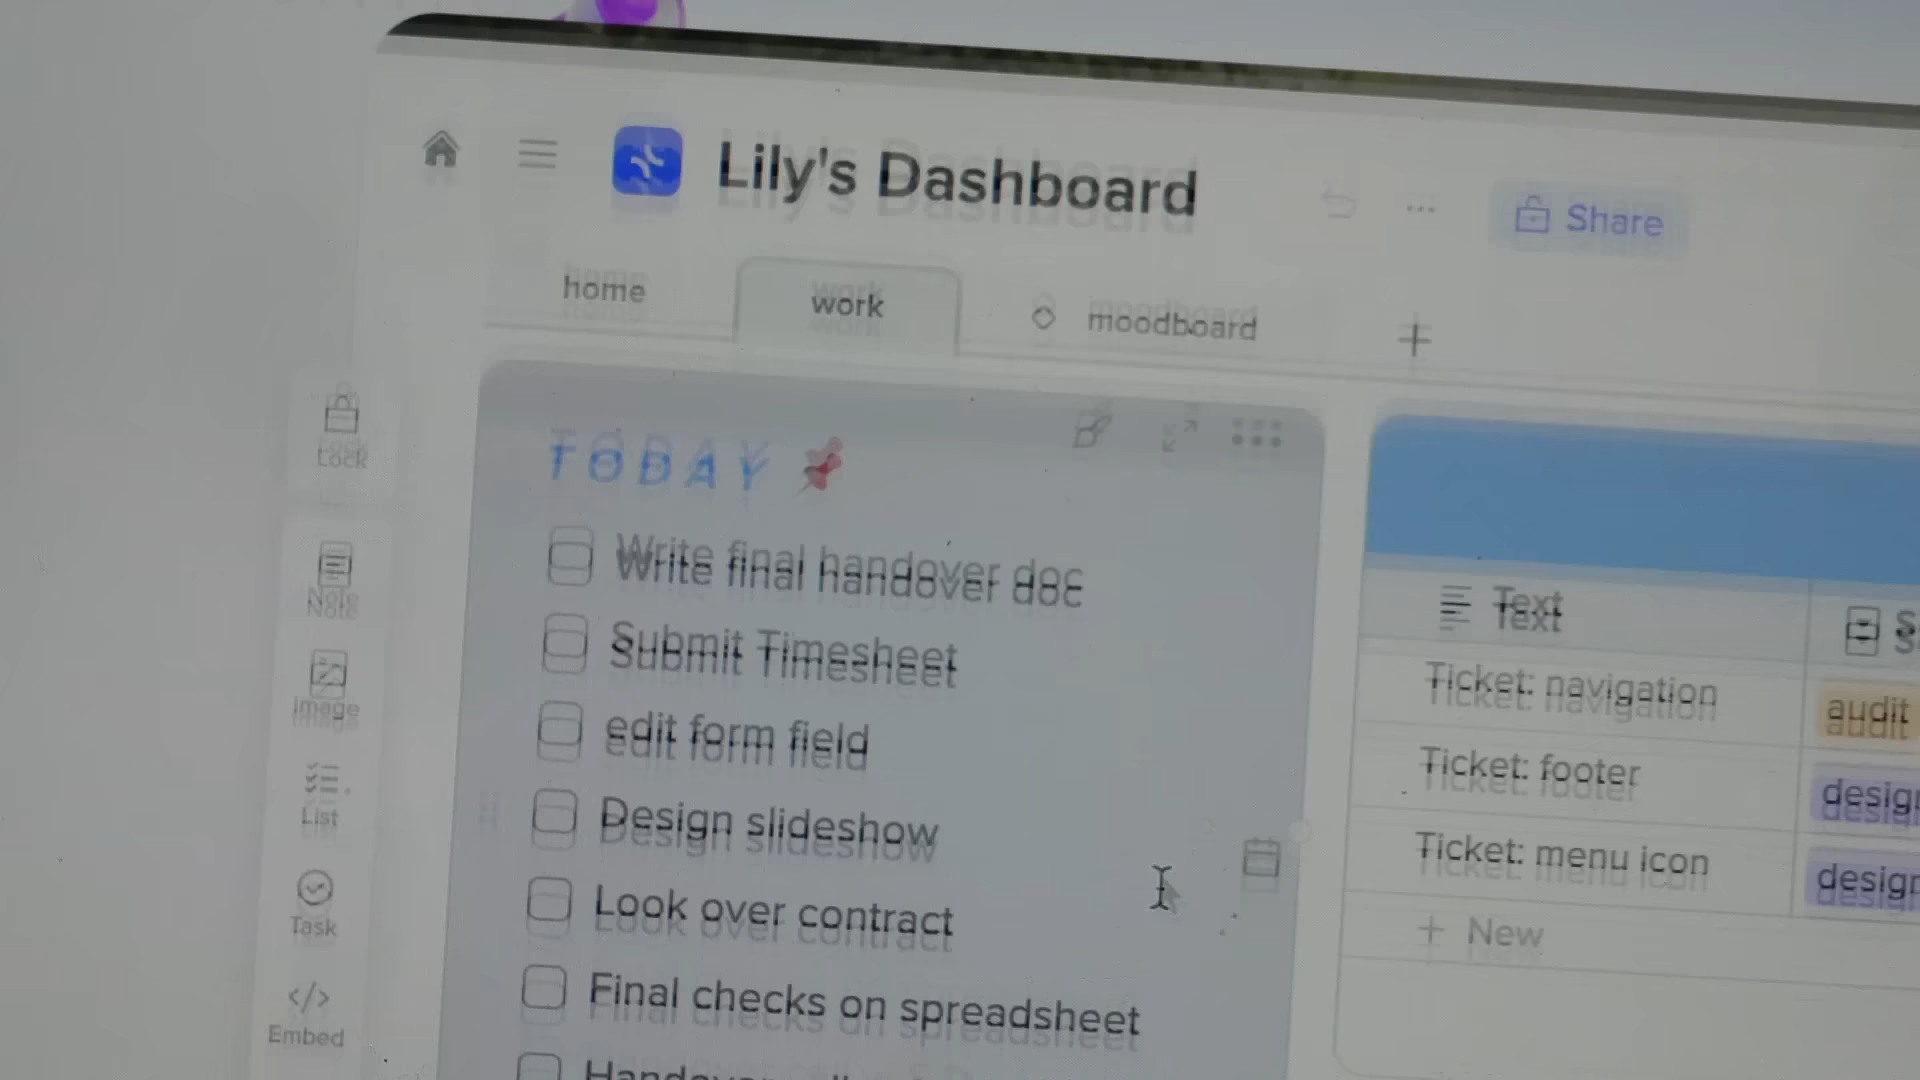 Lily's Dashboard
Share
home
work
moodboard
Lock
Note
Image
List
Task
Embed
TODAY
Write final handover doc
Submit Timesheet
edit form field
Design slideshow
Look over contract
Final checks on spreadsheet
Text
Ticket: navigation
audit
Ticket: footer
design
Ticket: menu icon
design
New